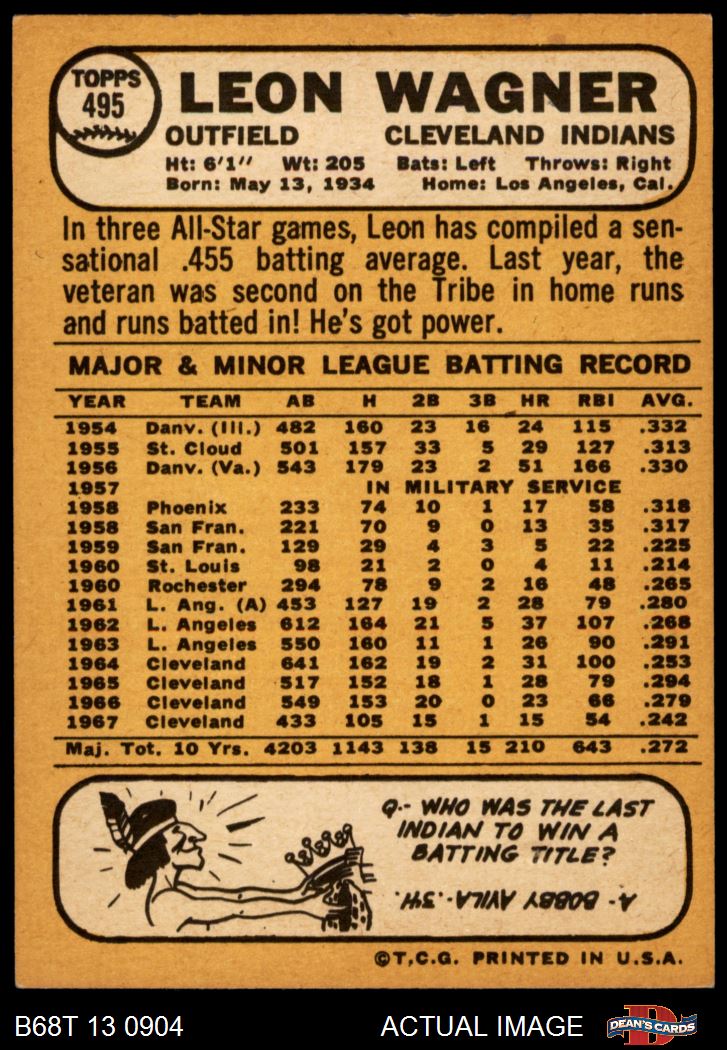 TOPPS
495
LEON WAGNER
OUTFIELD CLEVELAND INDIANS
Ht: 6'1" Wt: 205 Bats: Left Throws: Right
Born: May 13, 1934 Home: Los Angeles, Cal.
In three All-Star games, Leon has compiled a sen-
sational .455 batting average. Last year, the
veteran was second on the Tribe in home runs
and runs batted in! He's got power.
MAJOR & MINOR LEAGUE BATTING RECORD
YEAR TEAM AB H 2B 3B HR RBI AVG.
1954 Danv. (Ill.) 482 160 23 16 24 115 .332
1955 St. Cloud 501 157 33 5 29 127 .313
1956 Danv. (Va.) 543 179 23 2 51 166 .330
1957 IN MILITARY SERVICE
1958 Phoenix 233 74 10 1 17 58 .318
1958 San Fran. 221 70 9 0 13 35 .317
1959 San Fran. 129 29 4 3 5 22 .225
1960 St. Louis 98 21 2 0 4 11 .214
1960 Rochester 294 78 9 2 16 48 .265
1961 L. Ang. (A) 453 127 19 2 28 79 .280
1962 L. Angeles 612 164 21 5 37 107 .268
1963 L. Angeles 550 160 11 1 26 90 .291
1964 Cleveland 641 162 19 2 31 100 .253
1965 Cleveland 517 152 18 1 28 79 .294
1966 Cleveland 549 153 20 0 23 66 .279
1967 Cleveland 433 105 15 1 15 54 .242
Maj. Tot. 10 Yrs. 4203 1143 138 15 210 643 .272
Q.- WHO WAS THE LAST
INDIAN TO WIN A
BATTING TITLE?
A- BOBBY AVILA-.341.
©T.C.G. PRINTED IN U.S.A.
B68T 13 0904 ACTUAL IMAGE DEAN'S CARDS